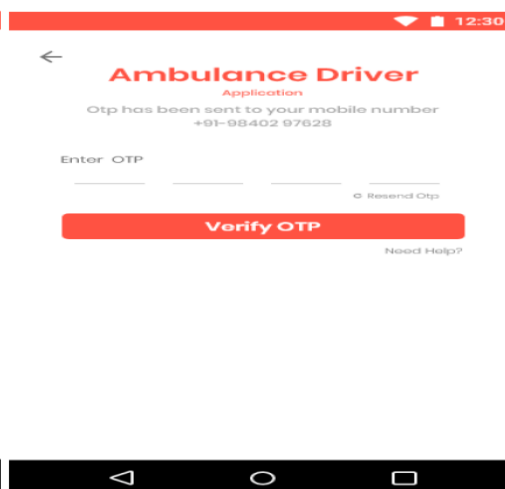 12:30
Ambulance Driver
Application
Otp has been sent to your mobile number
+91-98402 97628
Enter OTP
Resend Otp
Verify OTP
Need Help?